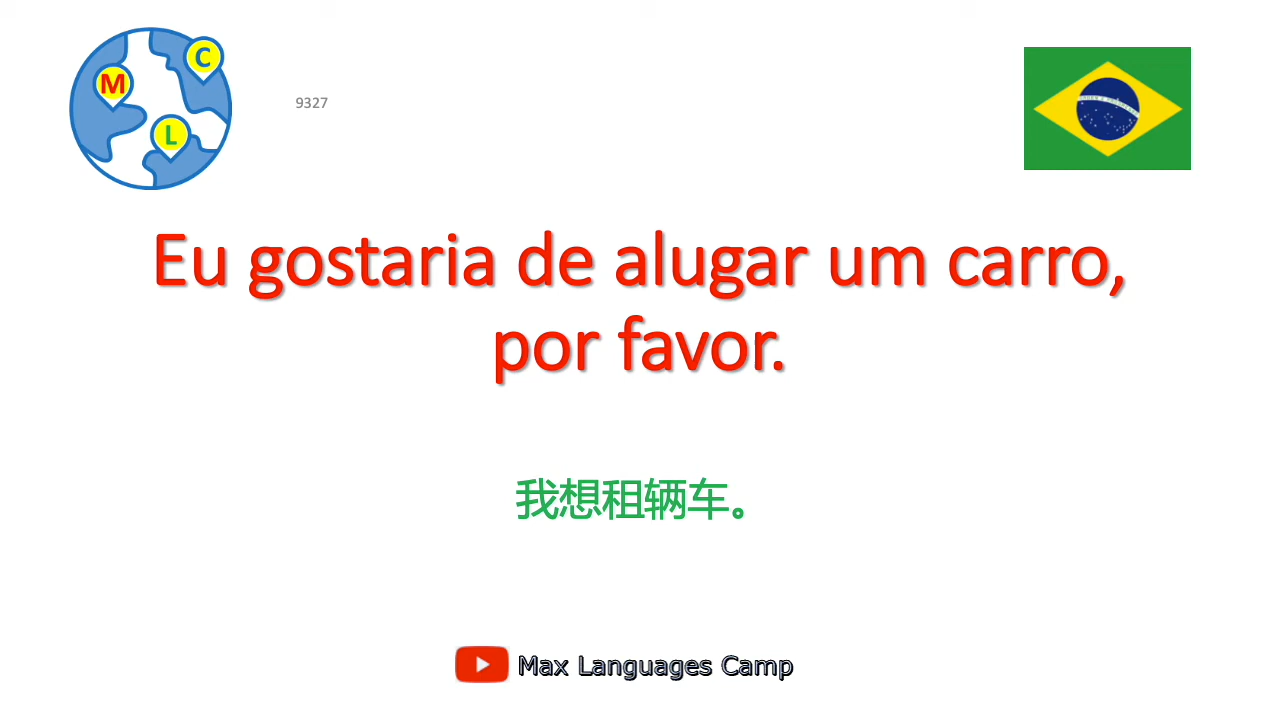 M
C
L
9327
Eu gostaria de alugar um carro,
por favor.
我想租辆车。
Max Languages Camp